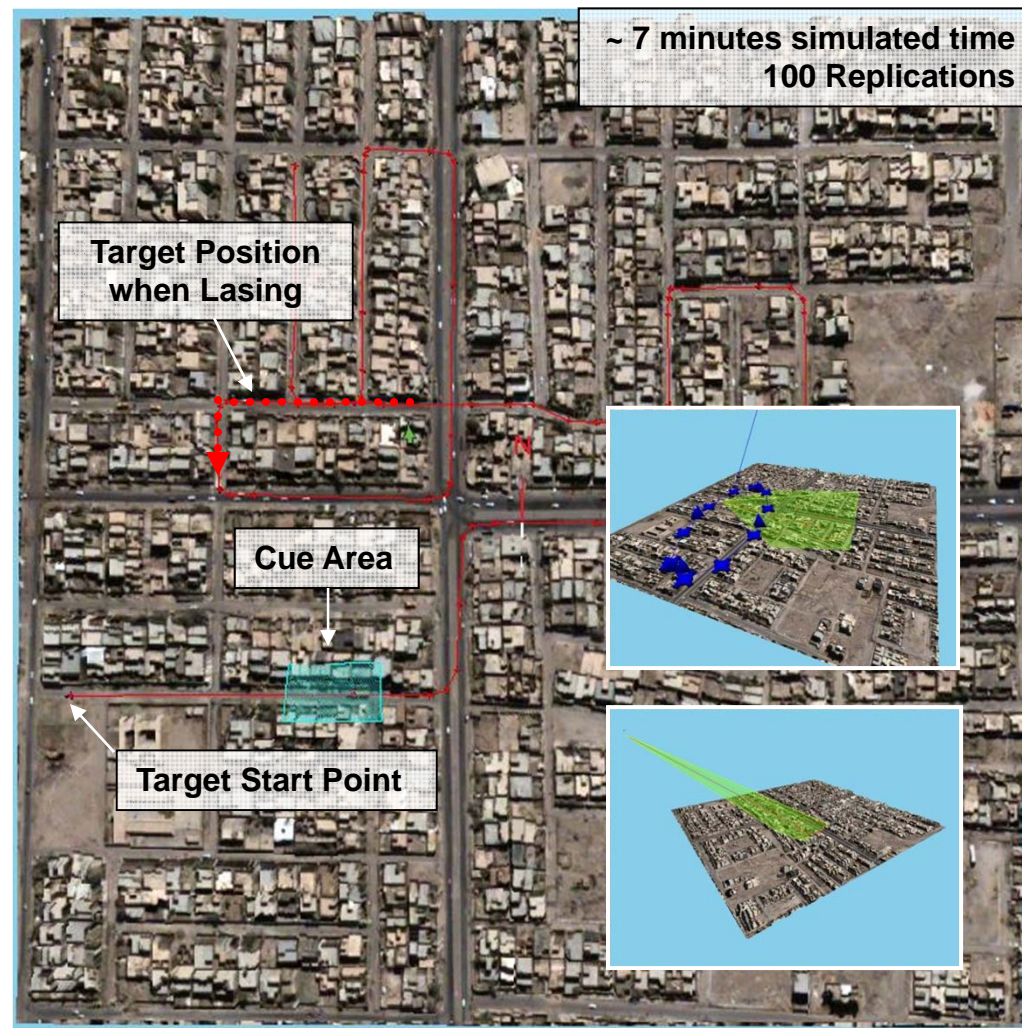 ~ 7 minutes simulated time
100 Replications
Target Position
when Lasing
N
Cue Area
Target Start Point